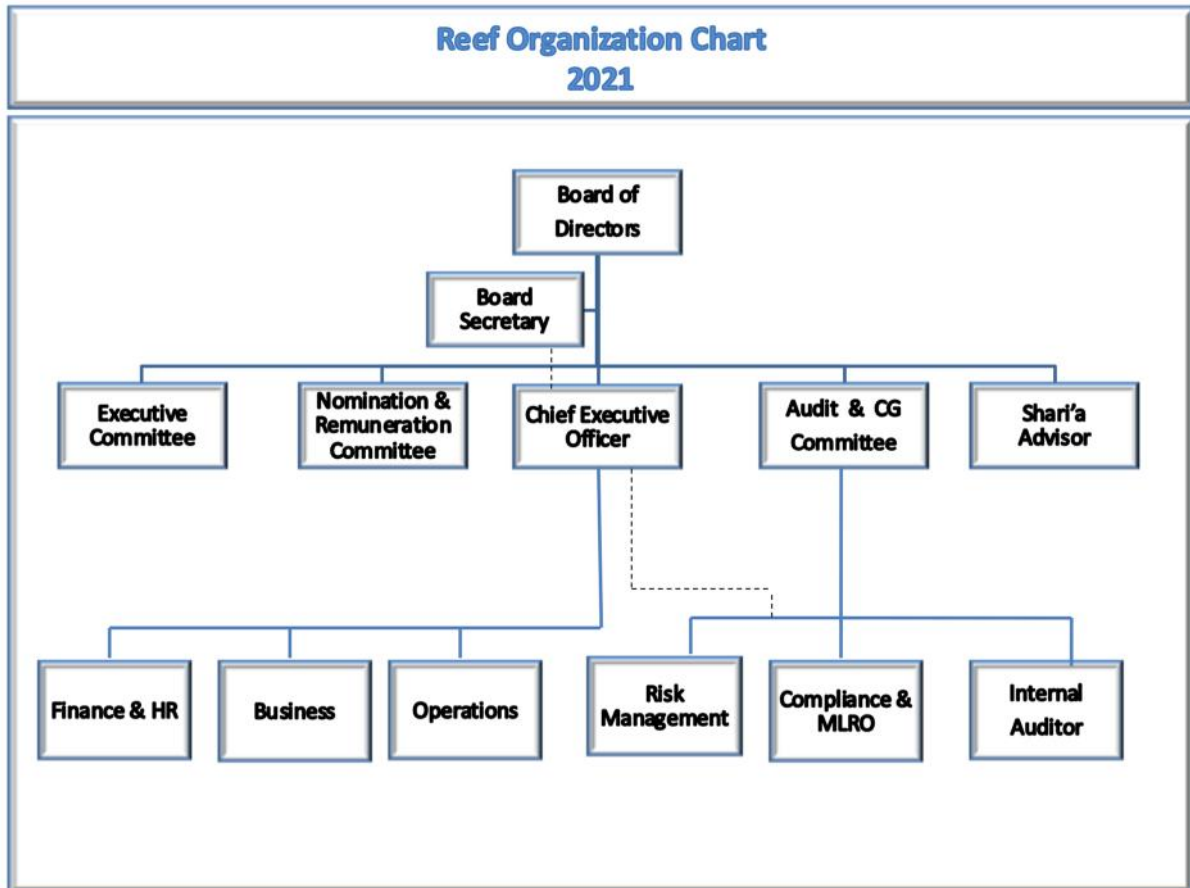 Reef Organization Chart
2021
Board of
Directors
Board
Secretary
Executive
Committee
Nomination &
Remuneration
Committee
Chief Executive
Officer
Audit & CG
Committee
Shari'a
Advisor
Finance & HR
Business
Operations
Risk
Management
Compliance &
MLRO
Internal
Auditor